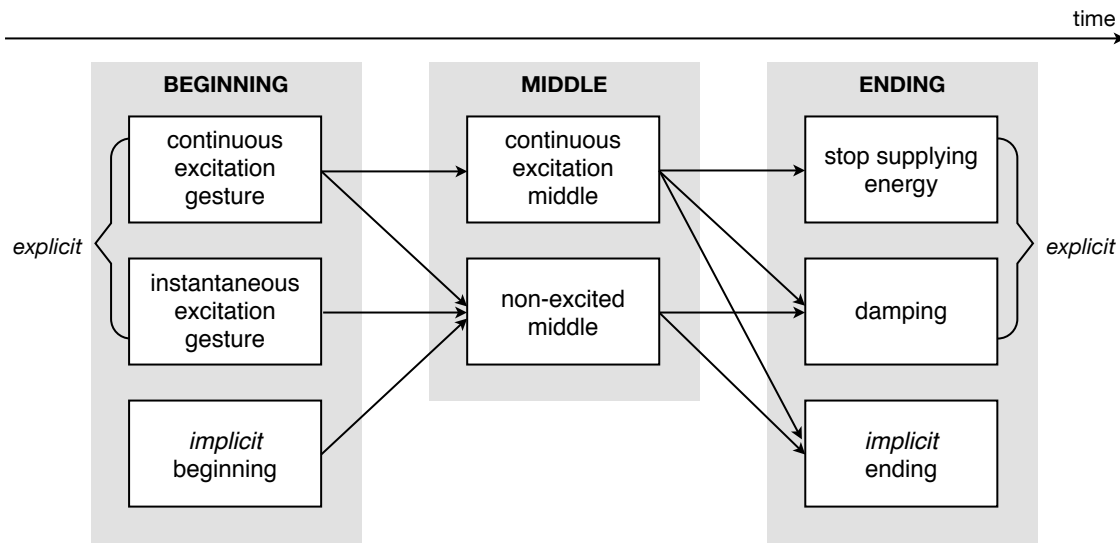 time
BEGINNING
continuous
excitation
gesture
explicit
instantaneous
excitation
gesture
implicit
beginning
MIDDLE
continuous
excitation
middle
non-excited
middle
ENDING
stop supplying
energy
explicit
damping
implicit
ending